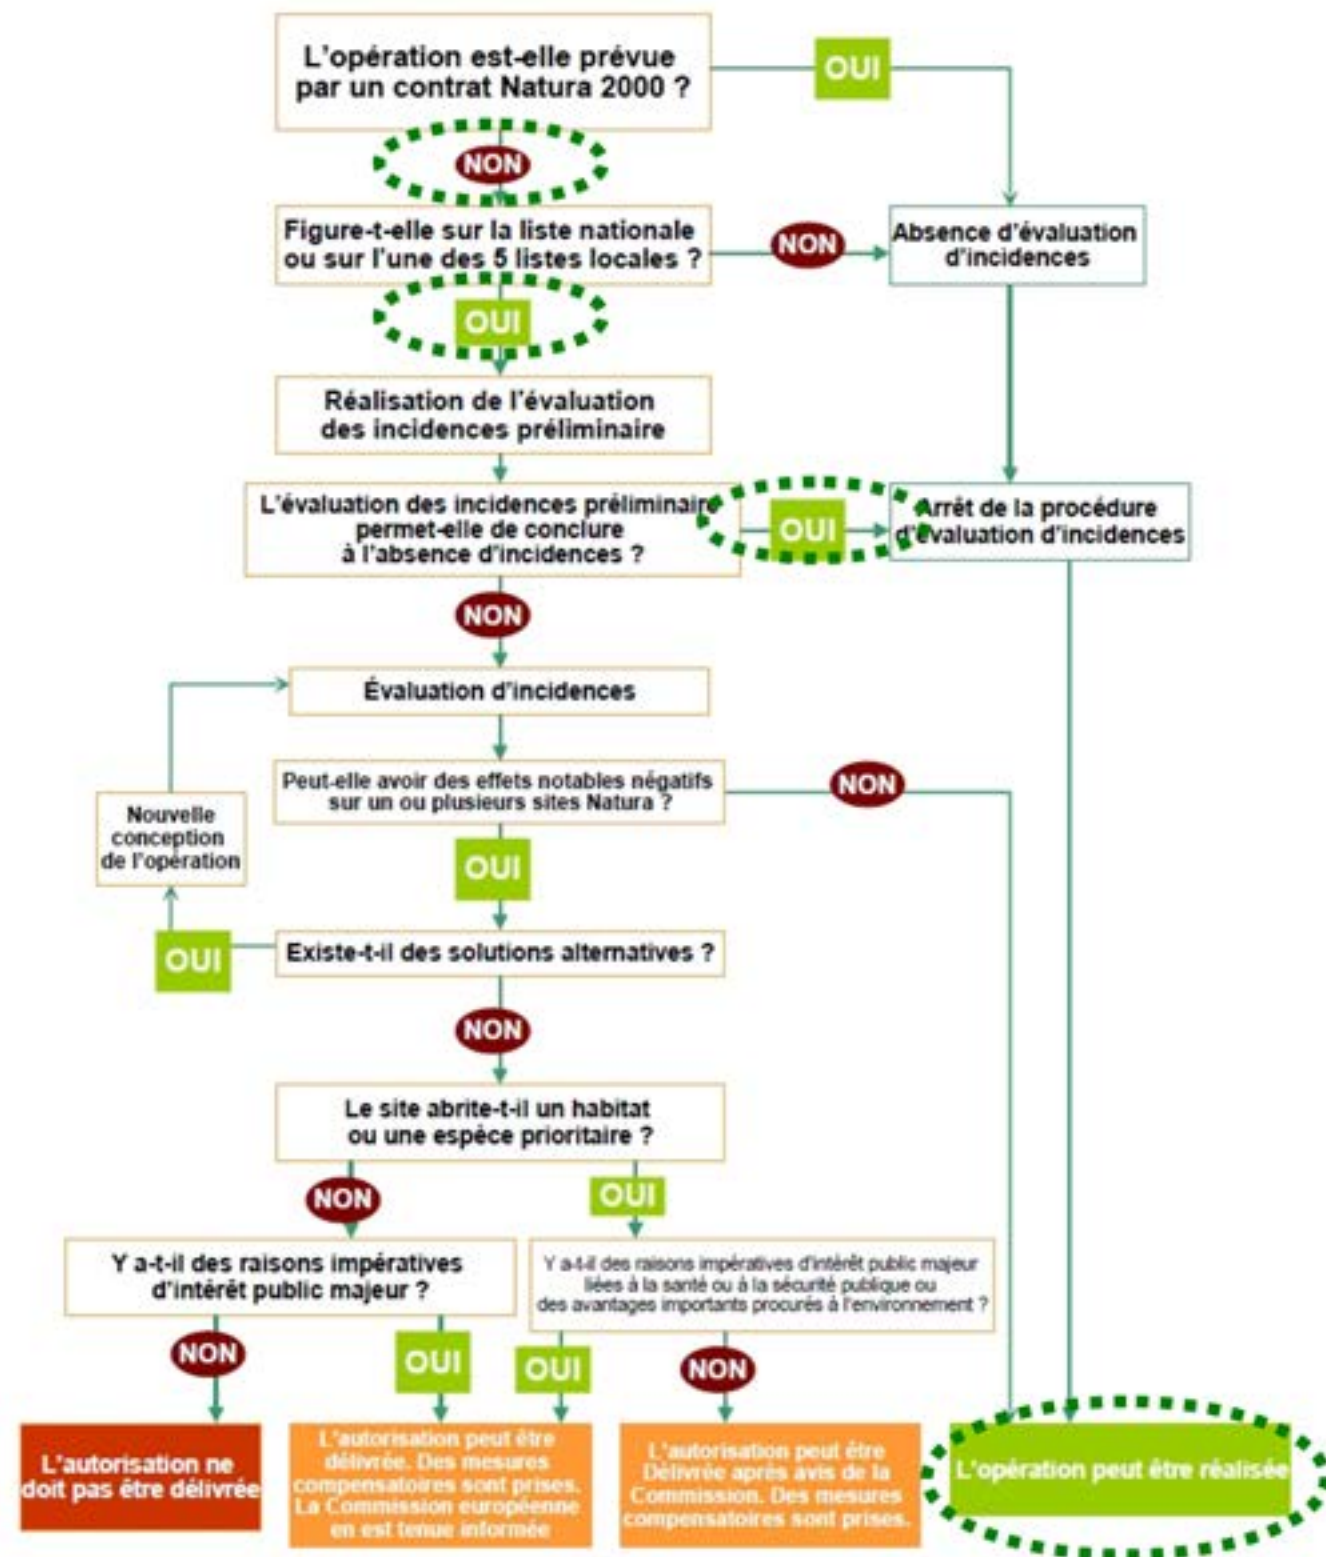 L'opération est-elle prévue
par un contrat Natura 2000 ?
OUI
NON
Figure-t-elle sur la liste nationale
ou sur l'une des 5 listes locales ?
NON
Absence d'évaluation
d'incidences
OUI
Réalisation de l'évaluation
des incidences préliminaire
L'évaluation des incidences préliminaire
permet-elle de conclure
à l'absence d'incidences ?
OUI
Arrêt de la procédure
d'évaluation d'incidences
NON
Évaluation d'incidences
Peut-elle avoir des effets notables négatifs
sur un ou plusieurs sites Natura ?
NON
Nouvelle
conception
de l'opération
OUI
OUI
Existe-t-il des solutions alternatives ?
NON
Le site abrite-t-il un habitat
ou une espèce prioritaire ?
NON
OUI
Y a-t-il des raisons impératives
d'intérêt public majeur ?
Y a-t-il des raisons impératives d'intérêt public majeur
liées à la santé ou à la sécurité publique ou
des avantages importants procurés à l'environnement ?
NON
OUI
OUI
NON
L'autorisation ne
doit pas être délivrée
L'autorisation peut être
délivrée. Des mesures
compensatoires sont prises.
La Commission européenne
en est tenue informée
L'autorisation peut être
Délivrée après avis de la
Commission. Des mesures
compensatoires sont prises.
L'opération peut être réalisée